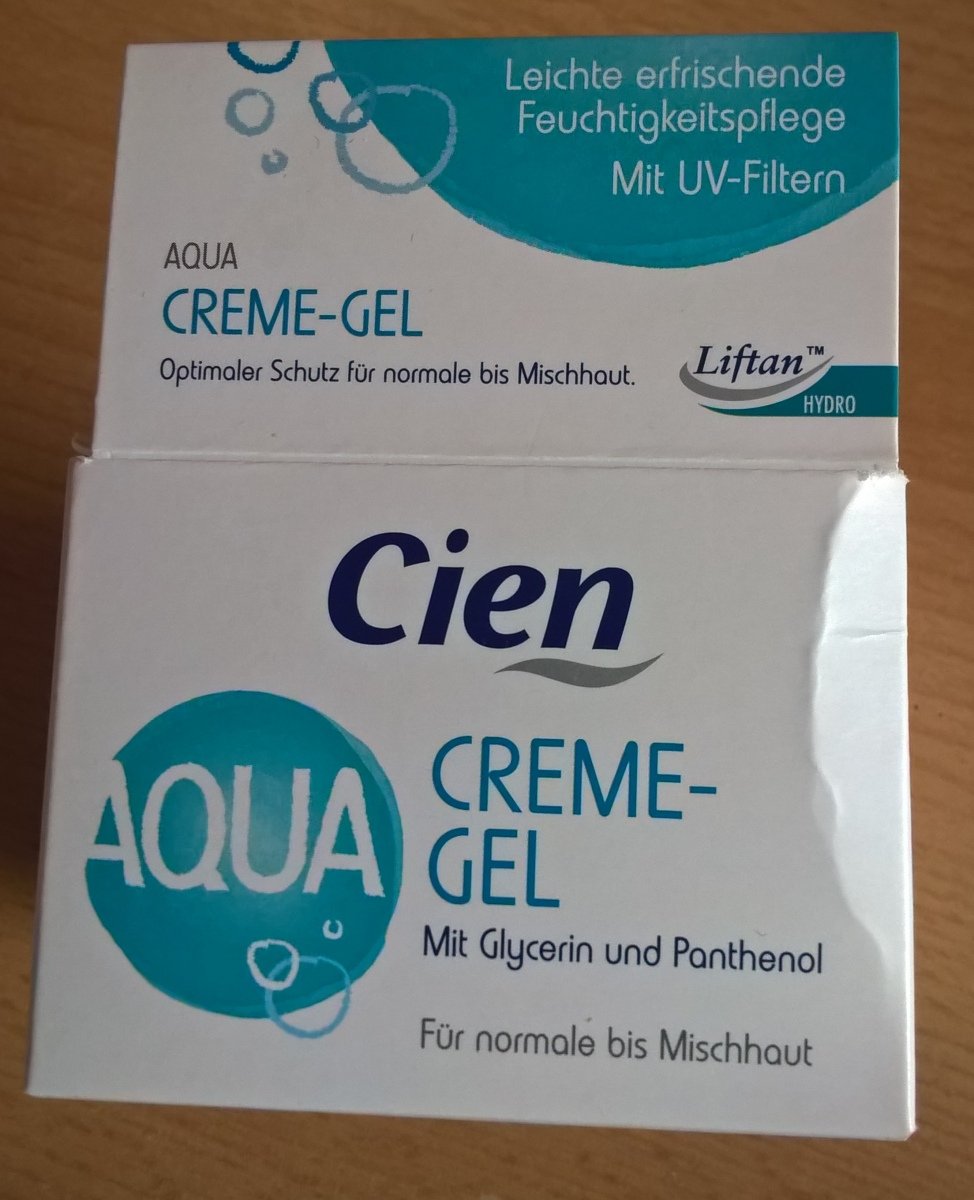 Leichte erfrischende
Feuchtigkeitspflege
Mit UV-Filtern
AQUA
CREME-GEL
Optimaler Schutz für normale bis Mischhaut.
Liftan™
HYDRO
Cien
AQUA
CREME-
GEL
Mit Glycerin und Panthenol
Für normale bis Mischhaut